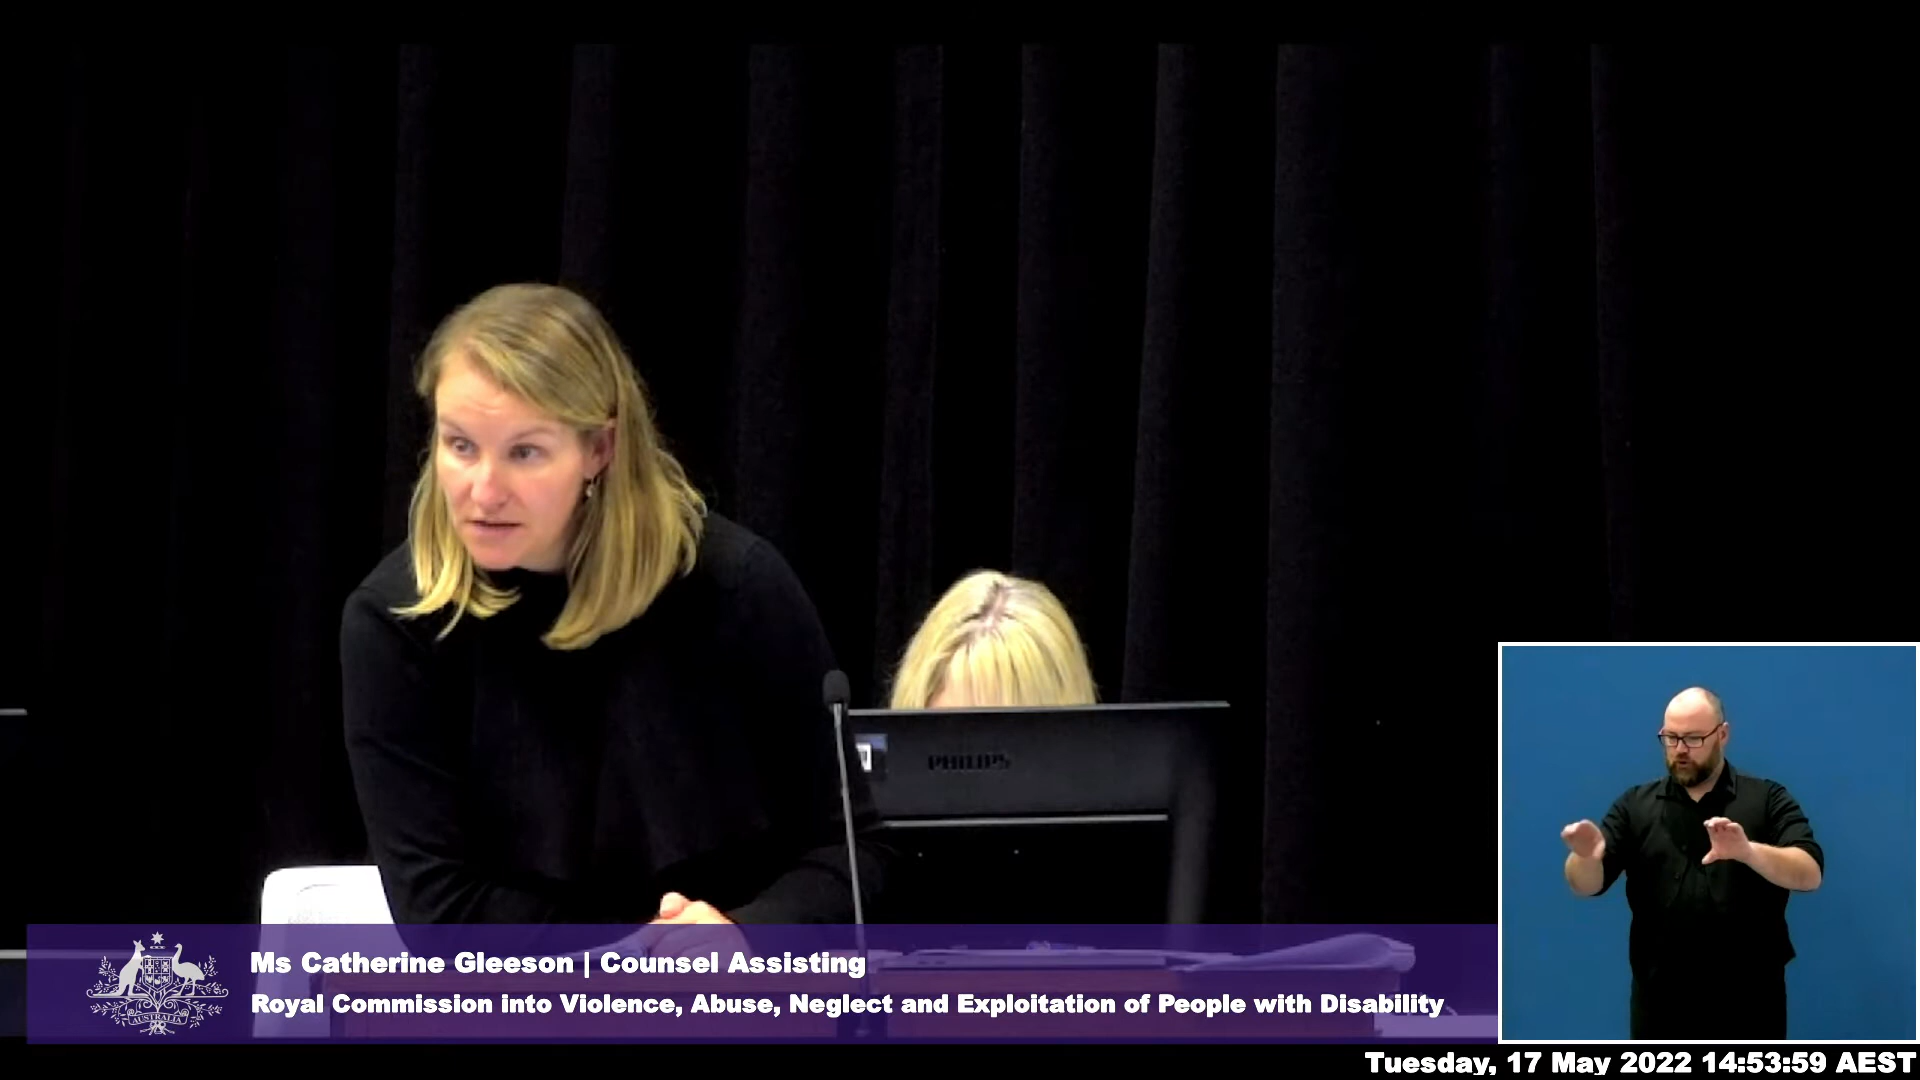 PHILIPS
Ms Catherine Gleeson | Counsel Assisting
Royal Commission into Violence, Abuse, Neglect and Exploitation of People with Disability
AUSTRALIA
Tuesday, 17 May 2022 14:53:59 AEST